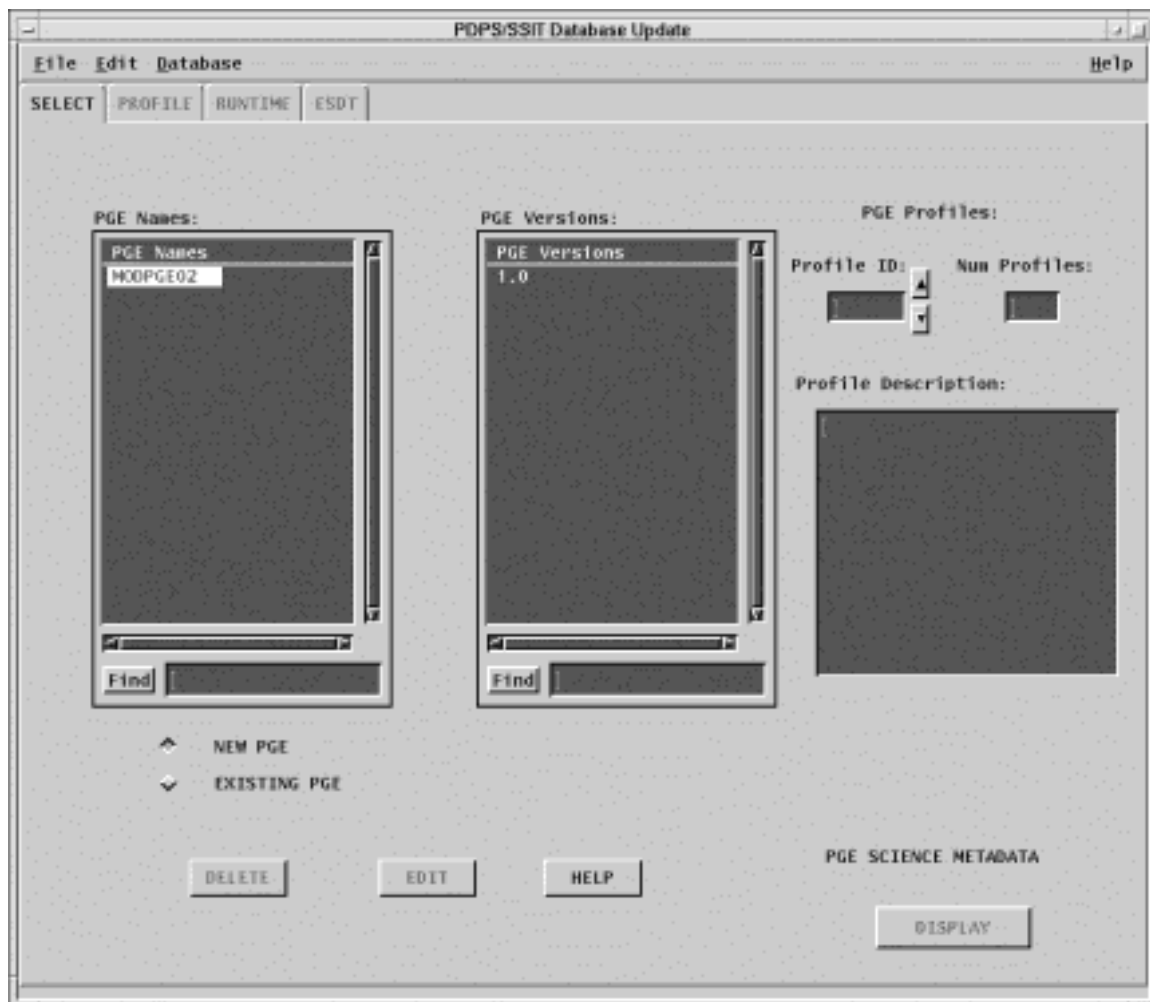 PDPS/SSIT Database Update
File Edit Database Help
SELECT PROFILE RUNTIME ESDT
PGE Names:
PGE Versions:
PGE Profiles:
PGE Names
PGE Versions
MODPGE02
1.0
Profile ID:
Num Profiles:
Profile Description:
Find
Find
NEW PGE
EXISTING PGE
PGE SCIENCE METADATA
DELETE
EDIT
HELP
DISPLAY